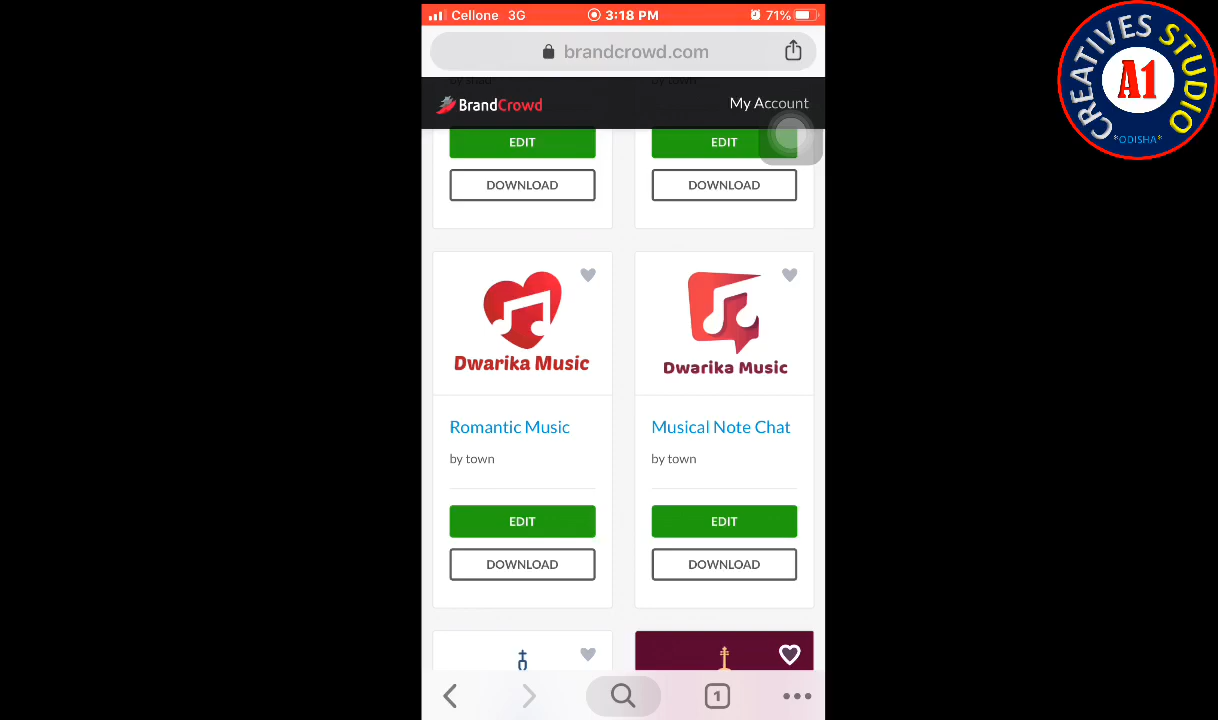 Cellone 3G 3:18 PM 71%
brandcrowd.com
BrandCrowd My Account
EDIT EDIT
DOWNLOAD DOWNLOAD
Dwarika Music Dwarika Music
Romantic Music Musical Note Chat
by town by town
EDIT EDIT
DOWNLOAD DOWNLOAD
1
CREATIVES STUDIO
A1
*ODISHA*